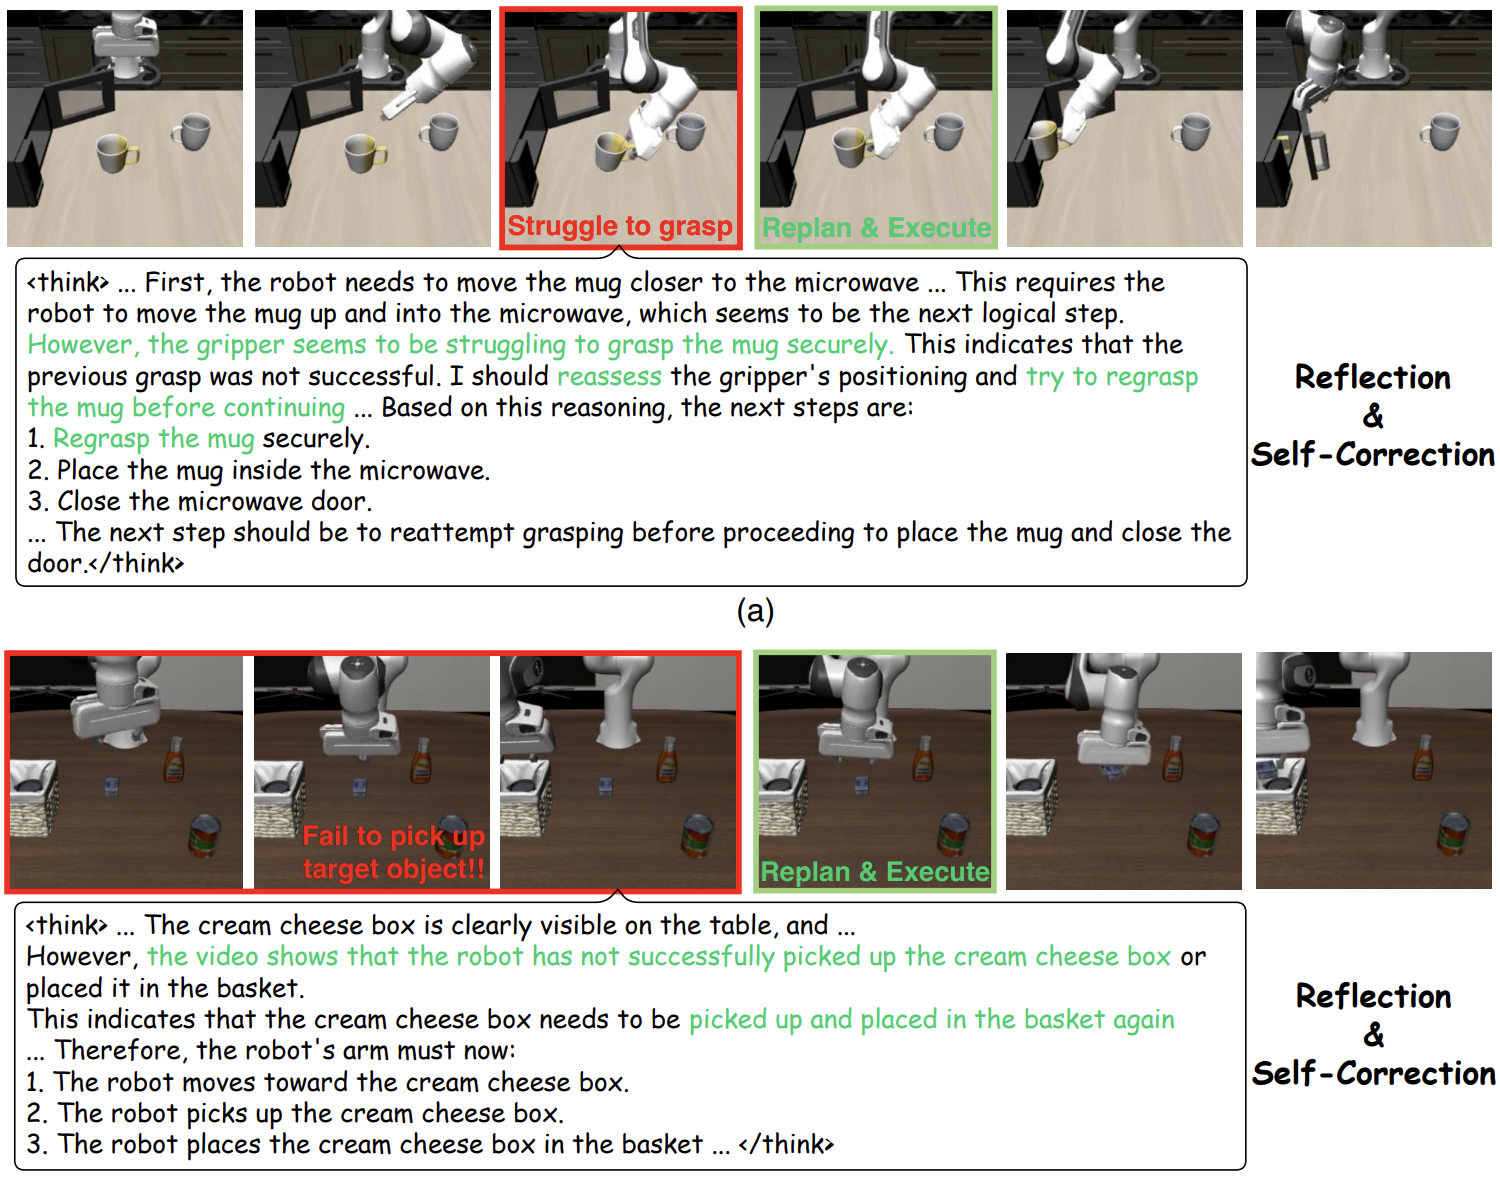 Struggle to grasp
Replan & Execute
<think> ... First, the robot needs to move the mug closer to the microwave ... This requires the
robot to move the mug up and into the microwave, which seems to be the next logical step.
However, the gripper seems to be struggling to grasp the mug securely. This indicates that the
previous grasp was not successful. I should reassess the gripper's positioning and try to regrasp
the mug before continuing ... Based on this reasoning, the next steps are:
1. Regrasp the mug securely.
2. Place the mug inside the microwave.
3. Close the microwave door.
... The next step should be to reattempt grasping before proceeding to place the mug and close the
door.</think>
Reflection
&
Self-Correction
(a)
Fail to pick up
target object!!
Replan & Execute
<think> ... The cream cheese box is clearly visible on the table, and ...
However, the video shows that the robot has not successfully picked up the cream cheese box or
placed it in the basket.
This indicates that the cream cheese box needs to be picked up and placed in the basket again
... Therefore, the robot's arm must now:
1. The robot moves toward the cream cheese box.
2. The robot picks up the cream cheese box.
3. The robot places the cream cheese box in the basket ... </think>
Reflection
&
Self-Correction